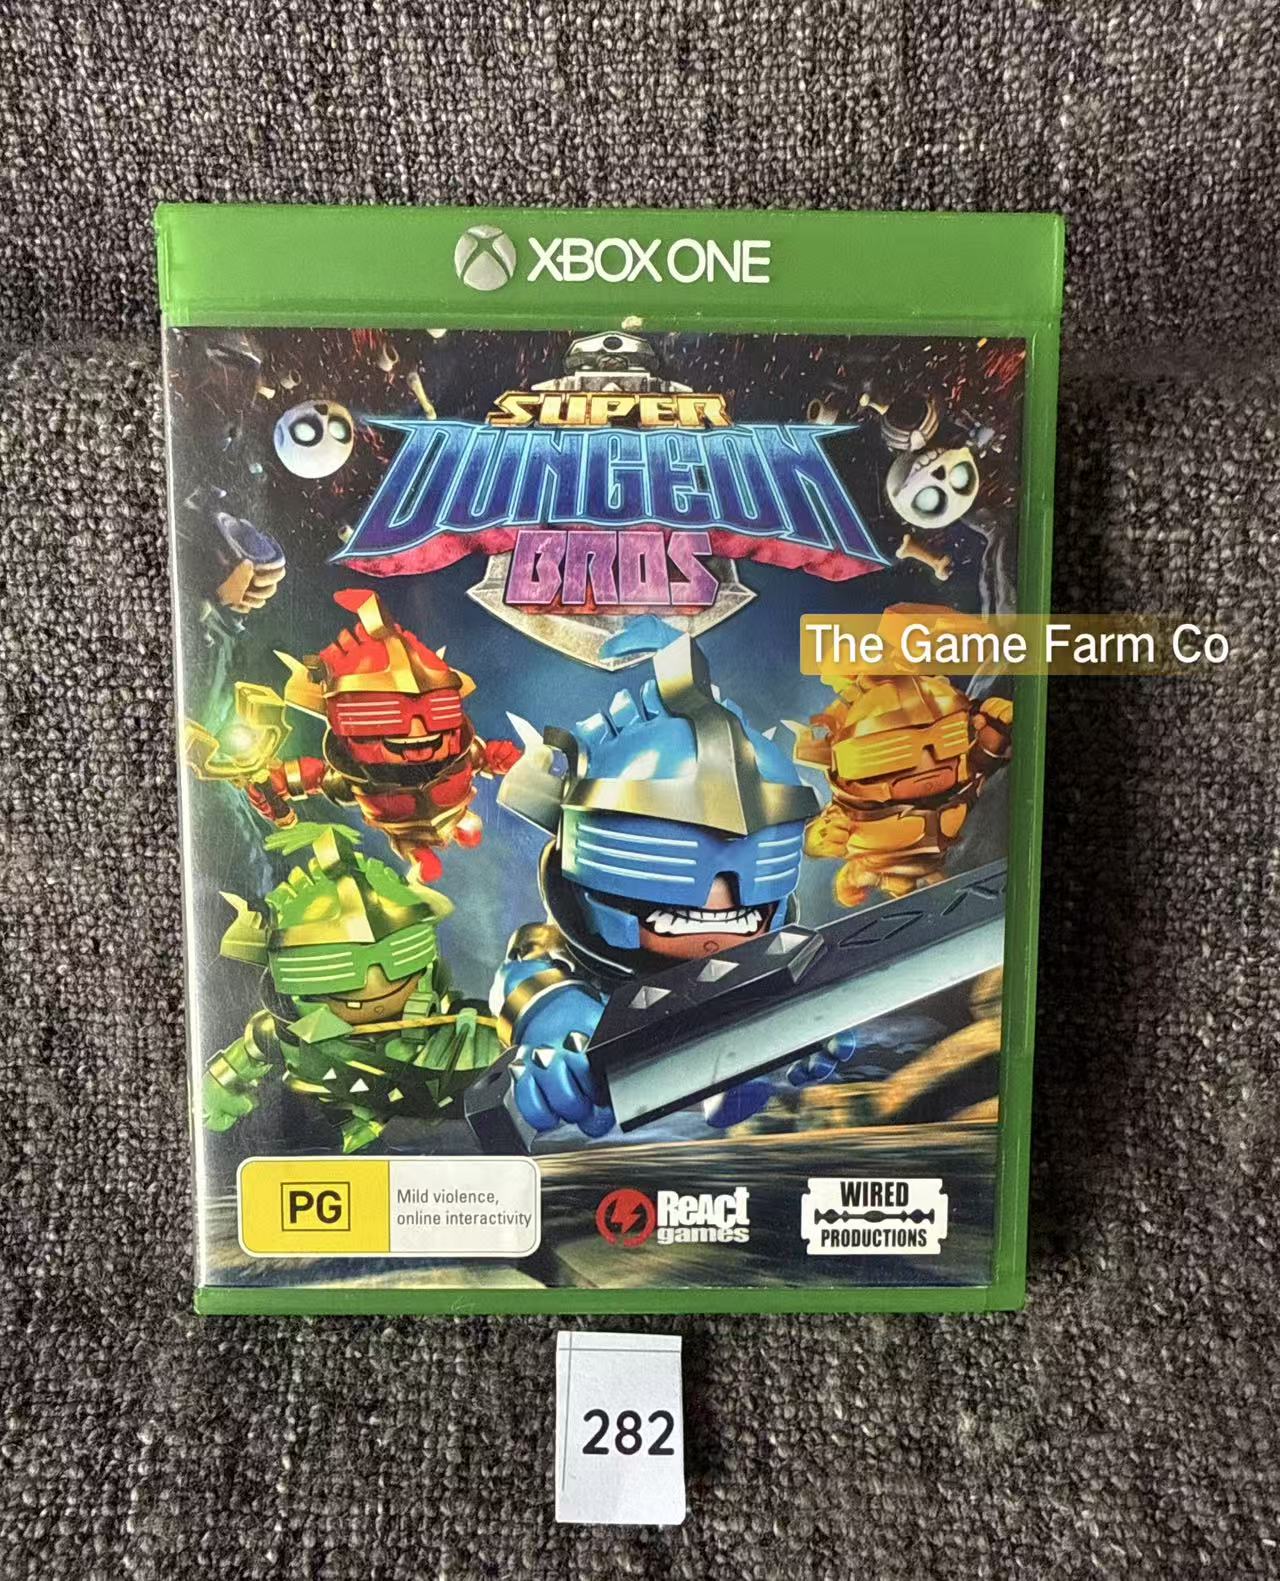 XBOX ONE
SUPER
DUNGEON
BROS
The Game Farm Co
PG
Mild violence,
online interactivity
ReAct
games
WIRED
PRODUCTIONS
282